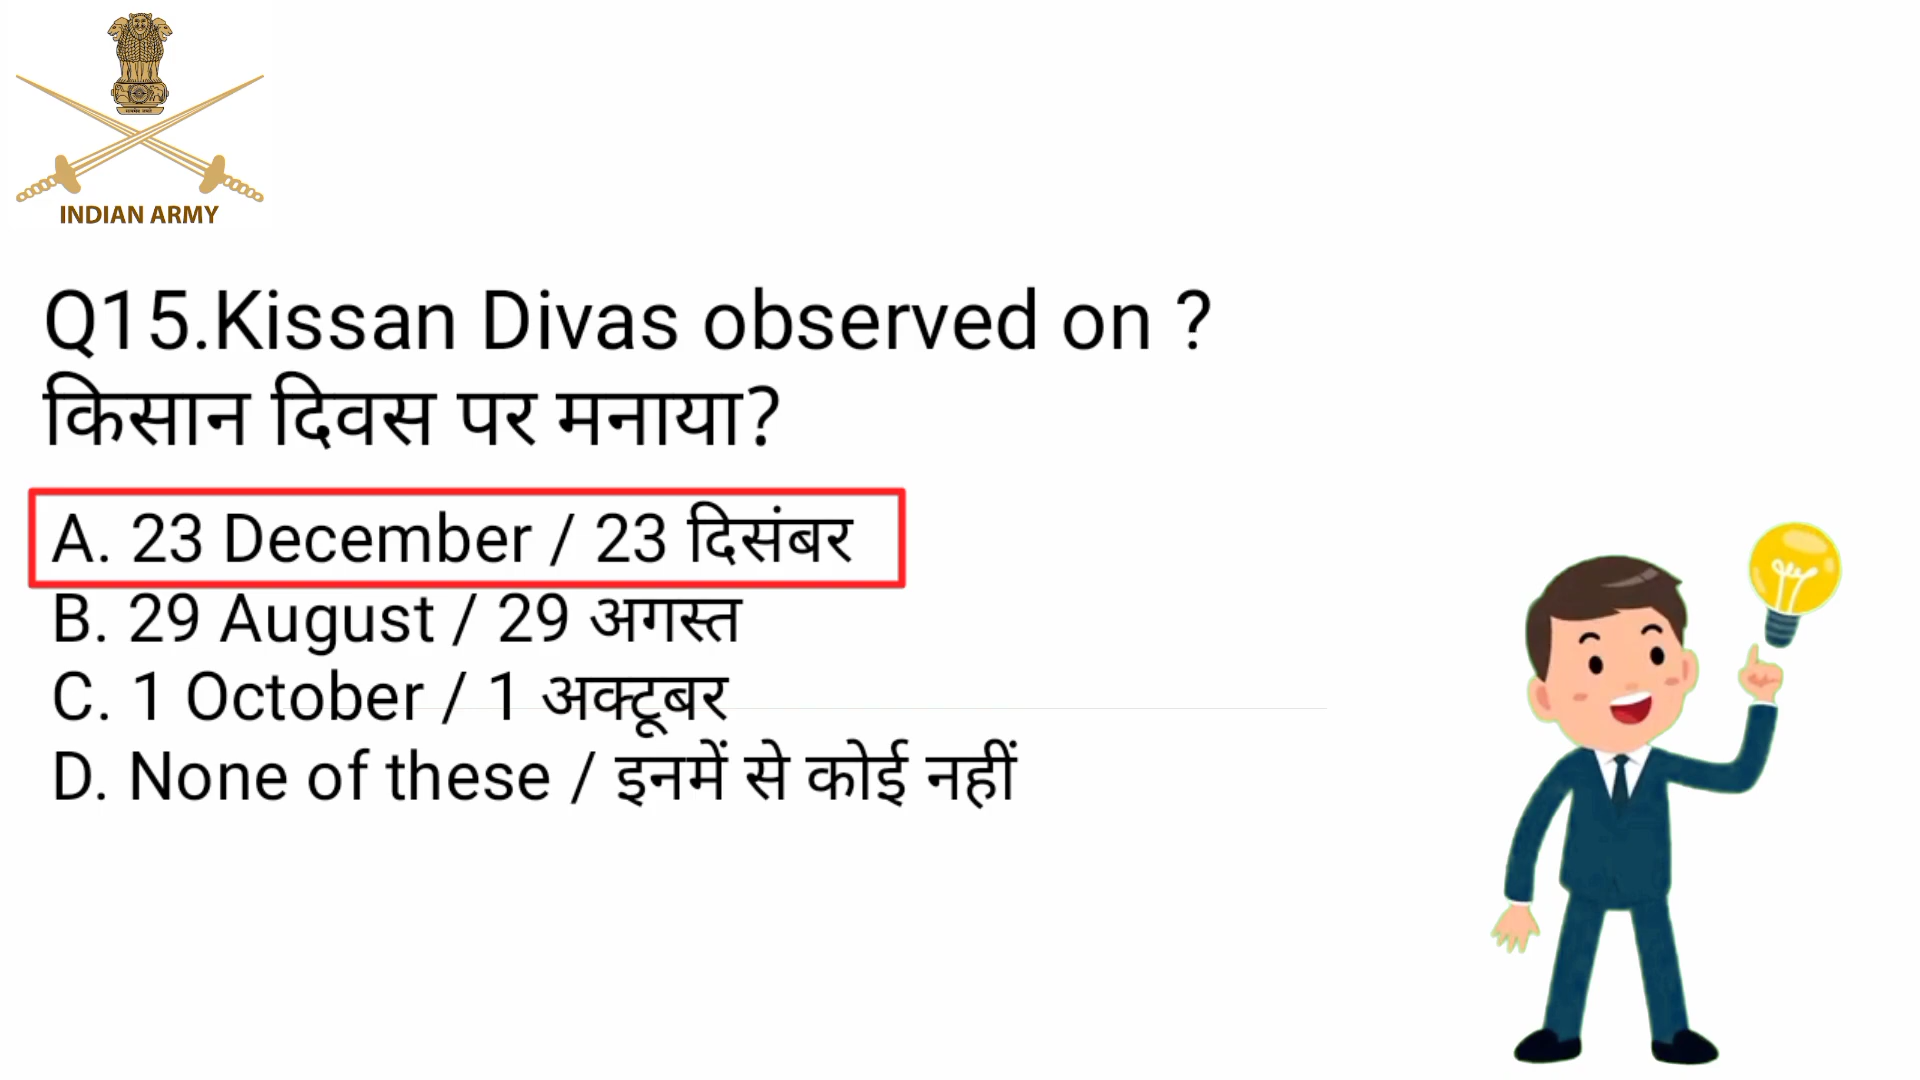 INDIAN ARMY
Q15.Kissan Divas observed on ?
किसान दिवस पर मनाया?
A. 23 December / 23 दिसंबर
B. 29 August / 29 अगस्त
C. 1 October / 1 अक्टूबर
D. None of these / इनमें से कोई नहीं